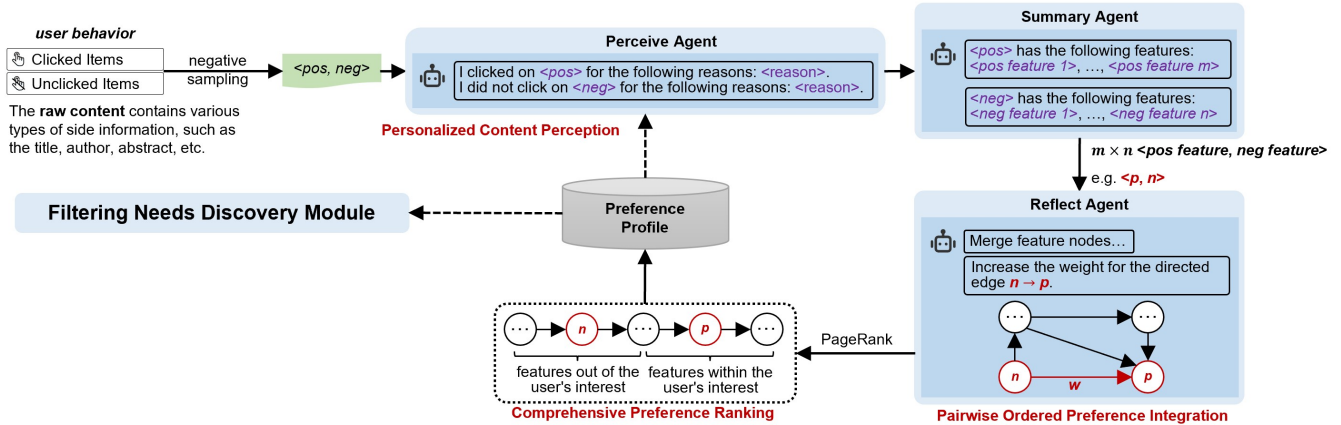 user behavior
Clicked Items
Unclicked Items
negative
sampling
<pos, neg>
The raw content contains various
types of side information, such as
the title, author, abstract, etc.
Perceive Agent
I clicked on <pos> for the following reasons: <reason>.
I did not click on <neg> for the following reasons: <reason>.
Personalized Content Perception
Summary Agent
<pos> has the following features:
<pos feature 1>, …, <pos feature m>
<neg> has the following features:
<neg feature 1>, …, <neg feature n>
m × n <pos feature, neg feature>
e.g. <p, n>
Reflect Agent
Merge feature nodes…
Increase the weight for the directed
edge n → p.
… …
n w p
Pairwise Ordered Preference Integration
PageRank
… n … p …
features out of the
user's interest
features within the
user's interest
Comprehensive Preference Ranking
Preference
Profile
Filtering Needs Discovery Module